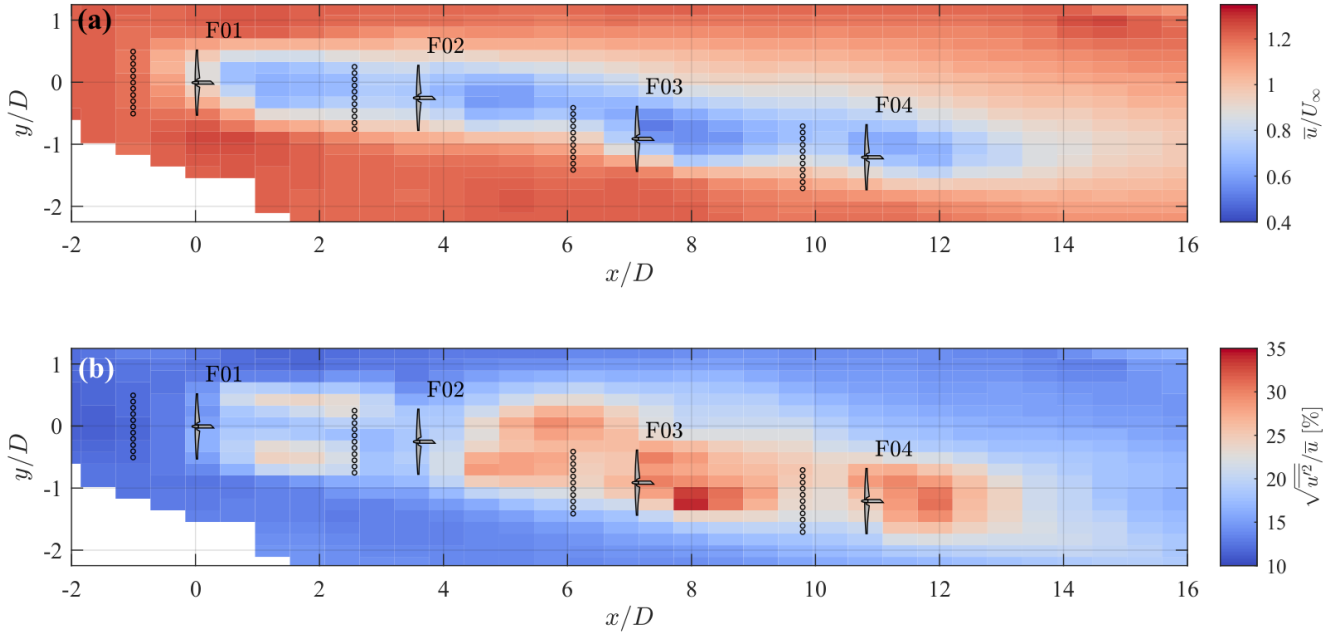 (a)
F01
F02
F03
F04
1
0
-1
-2
y/D
-2 0 2 4 6 8 10 12 14 16
x/D
1.2
1
0.8
0.6
0.4
u̅/U∞
(b)
F01
F02
F03
F04
1
0
-1
-2
y/D
-2 0 2 4 6 8 10 12 14 16
x/D
35
30
25
20
15
10
√u̅′²̅/u̅ [%]